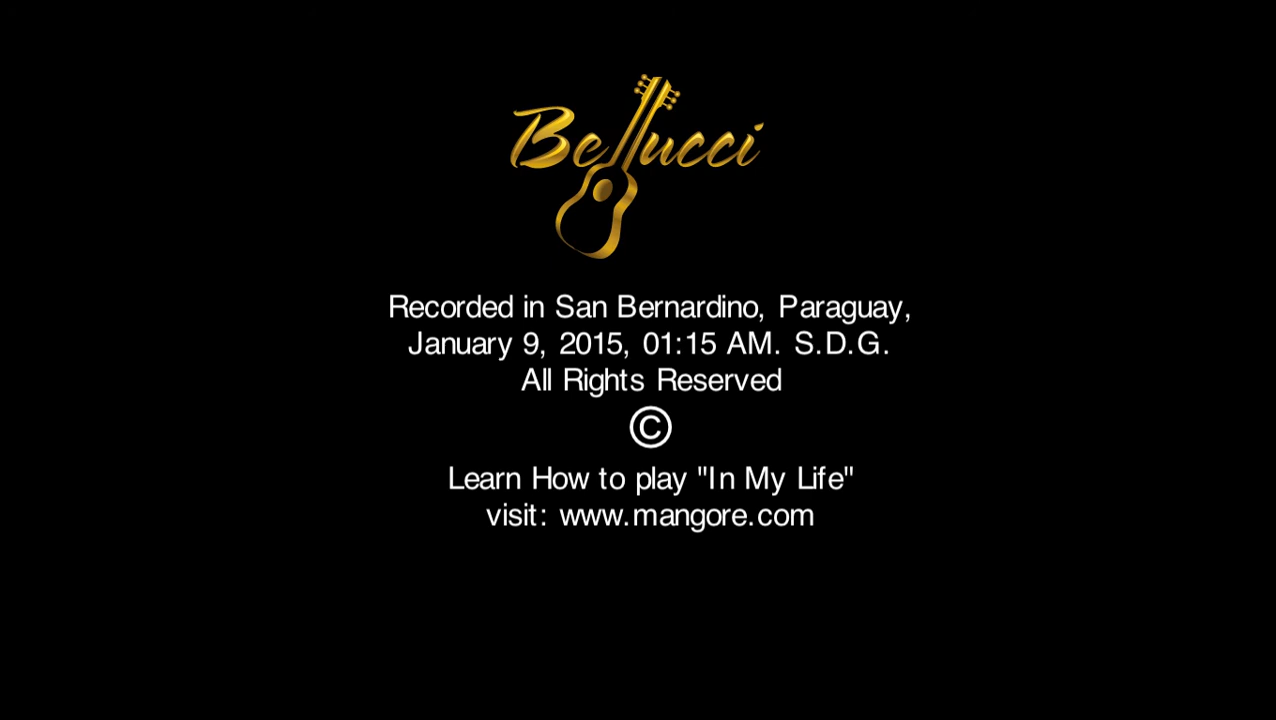 Bellucci
Recorded in San Bernardino, Paraguay,
January 9, 2015, 01:15 AM. S.D.G.
All Rights Reserved
©
Learn How to play "In My Life"
visit: www.mangore.com